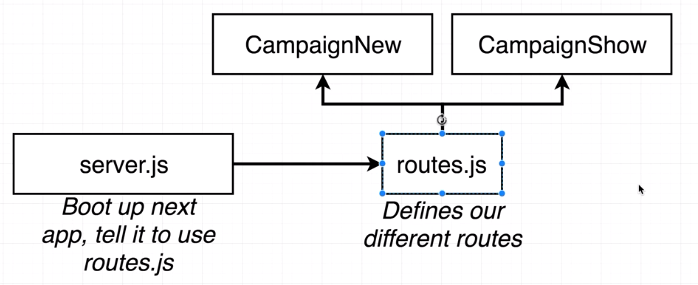 CampaignNew
CampaignShow
server.js
routes.js
Boot up next
app, tell it to use
routes.js
Defines our
different routes